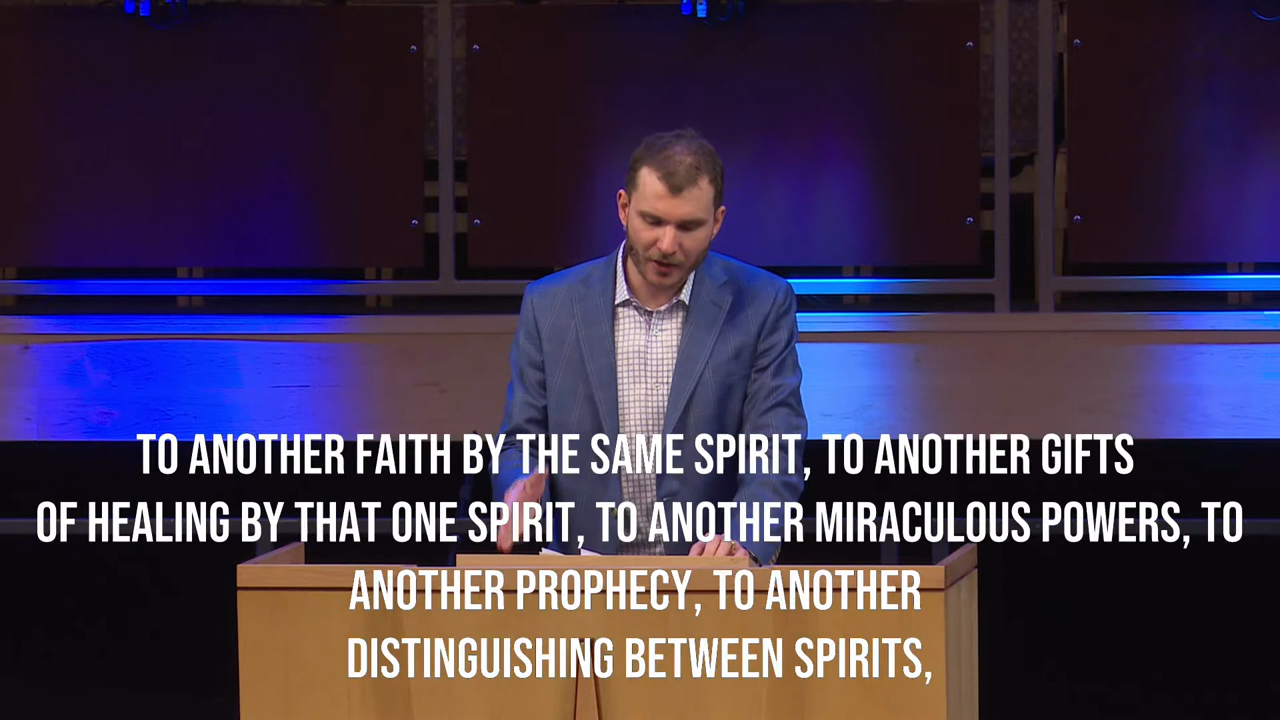 TO ANOTHER FAITH BY THE SAME SPIRIT, TO ANOTHER GIFTS
OF HEALING BY THAT ONE SPIRIT, TO ANOTHER MIRACULOUS POWERS, TO
ANOTHER PROPHECY, TO ANOTHER
DISTINGUISHING BETWEEN SPIRITS,